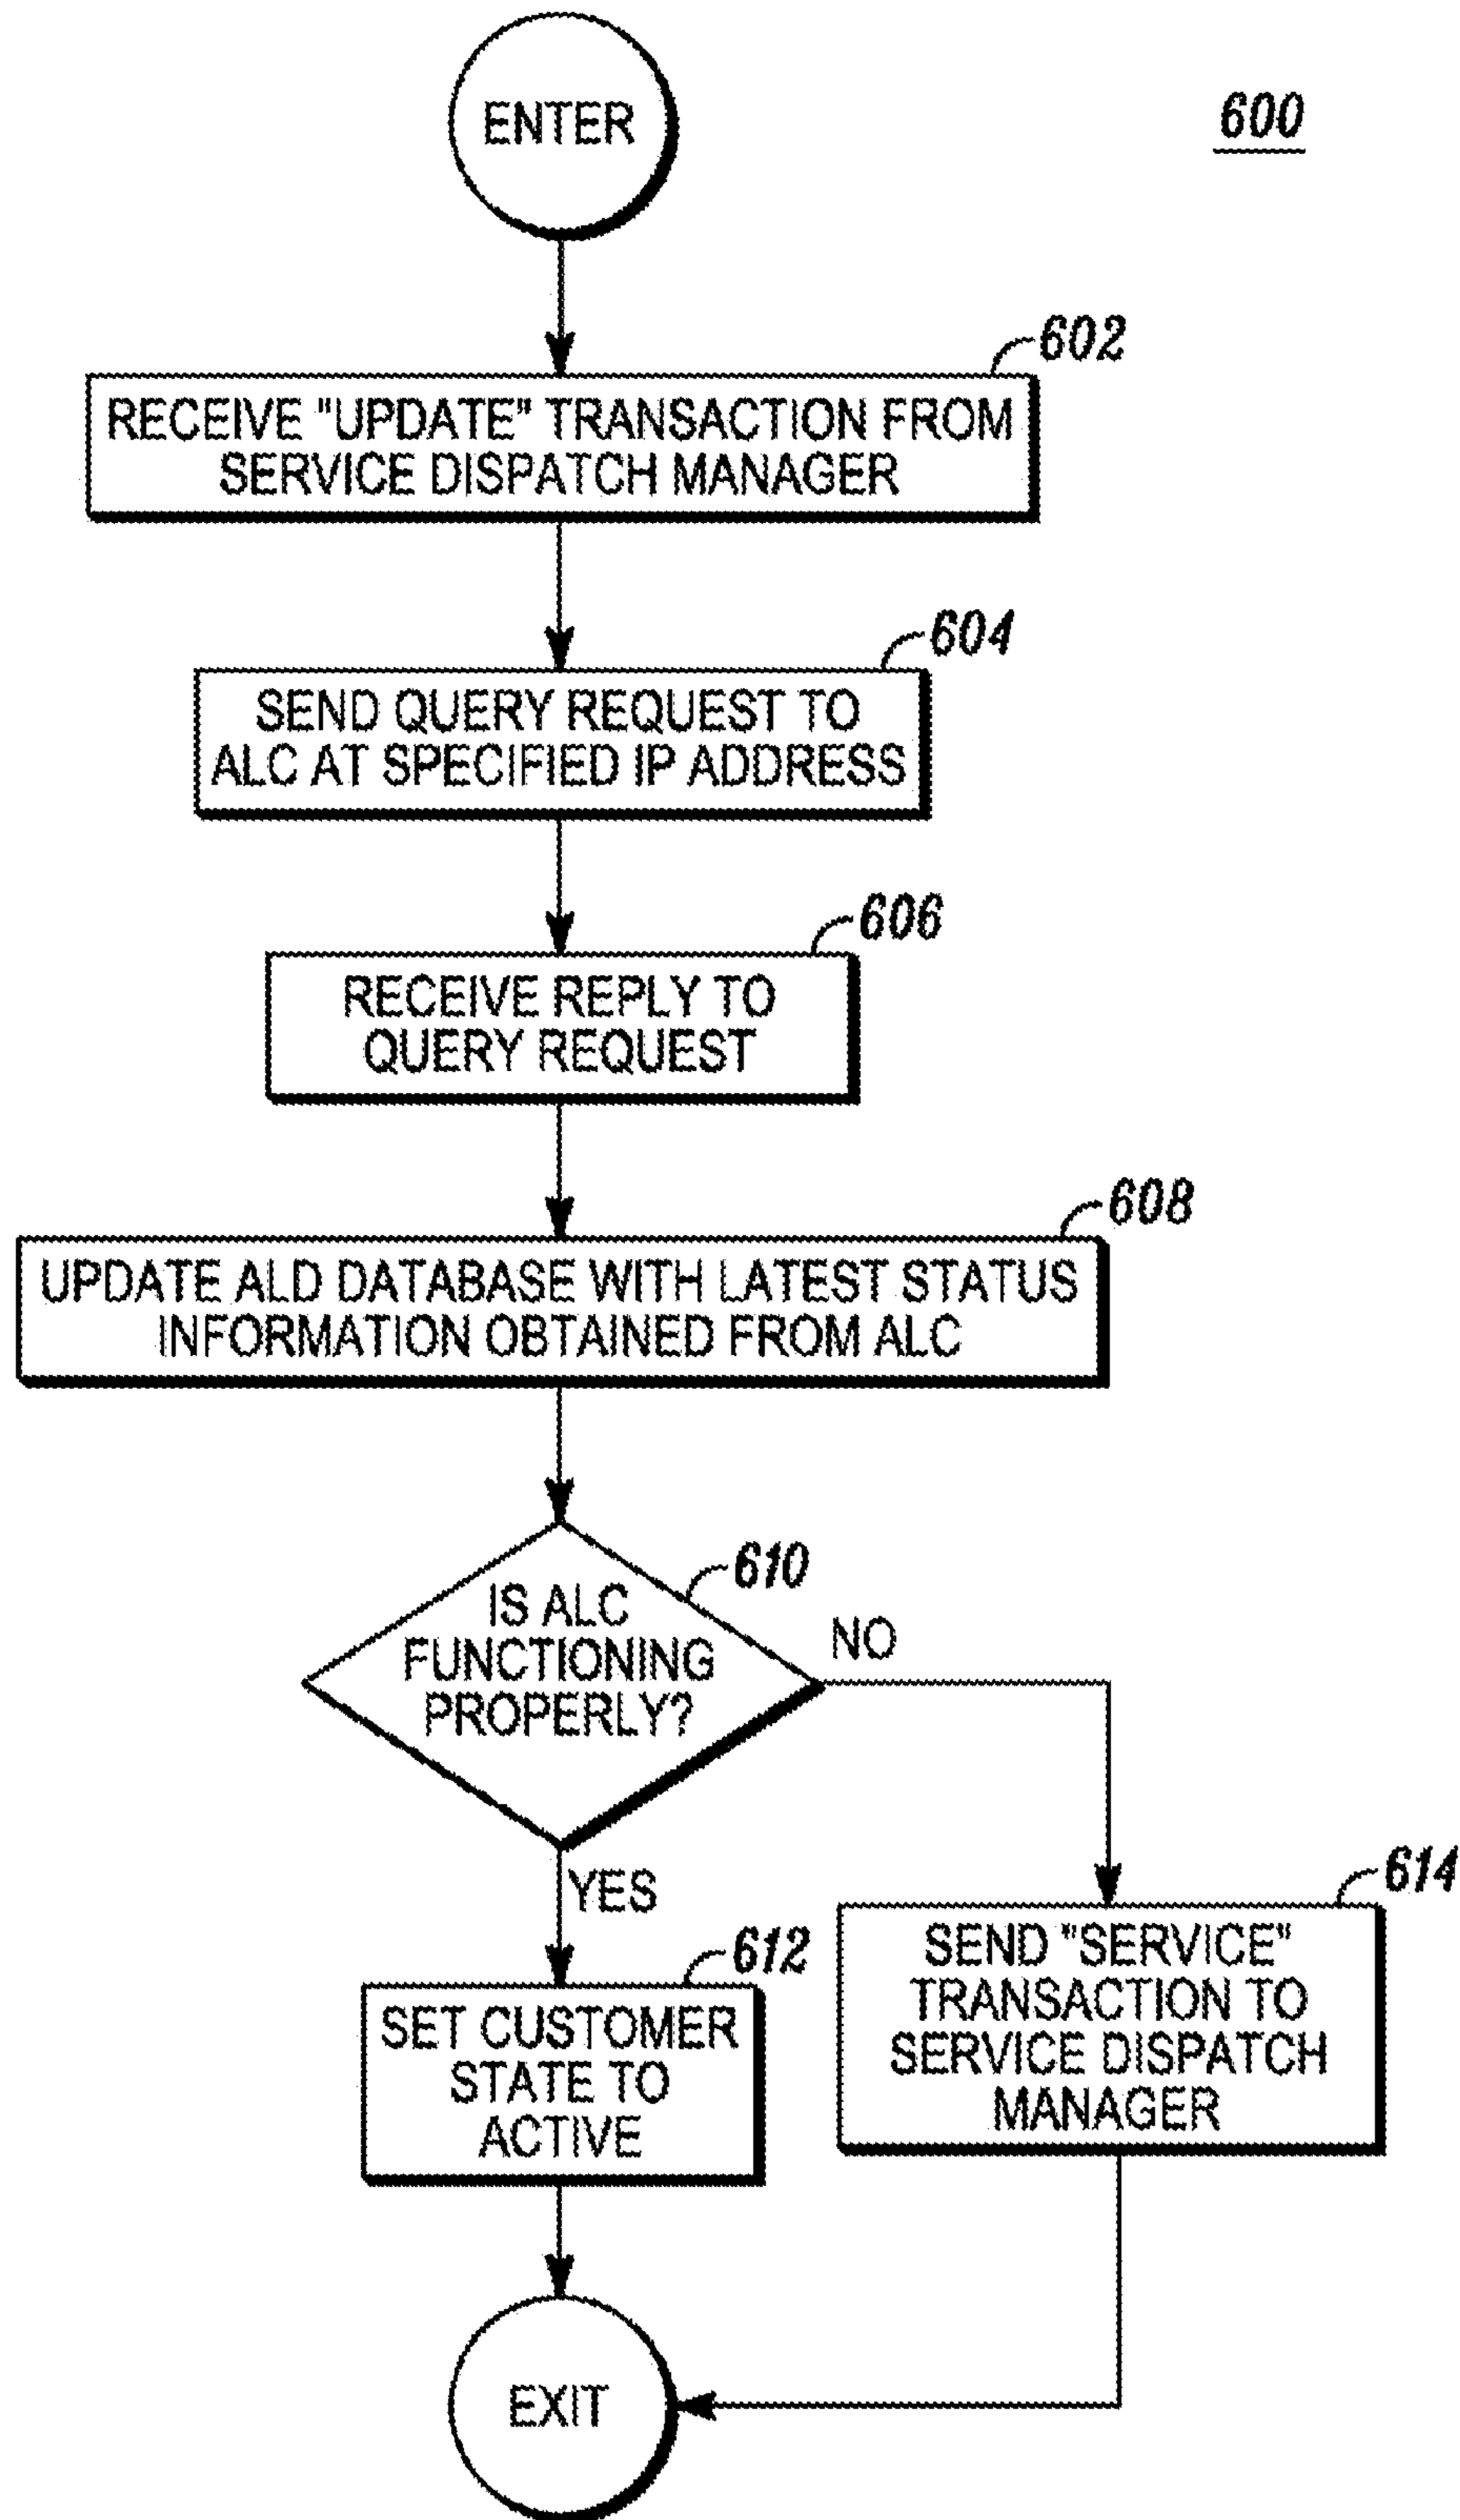 ENTER
600
602
RECEIVE "UPDATE" TRANSACTION FROM
SERVICE DISPATCH MANAGER
604
SEND QUERY REQUEST TO
ALC AT SPECIFIED IP ADDRESS
606
RECEIVE REPLY TO
QUERY REQUEST
608
UPDATE ALD DATABASE WITH LATEST STATUS
INFORMATION OBTAINED FROM ALC
610
IS ALC
FUNCTIONING
PROPERLY?
NO
YES
612
SET CUSTOMER
STATE TO
ACTIVE
614
SEND "SERVICE"
TRANSACTION TO
SERVICE DISPATCH
MANAGER
EXIT